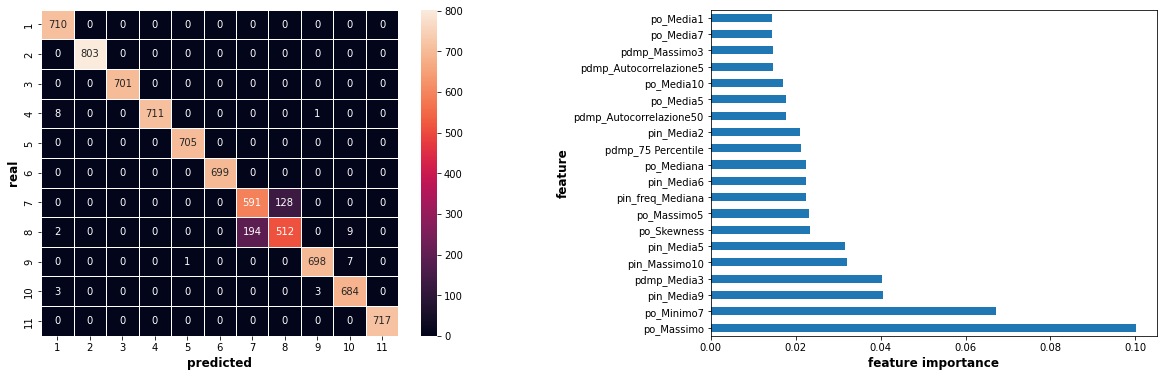 real
1 710 0 0 0 0 0 0 0 0 0 0
2 0 803 0 0 0 0 0 0 0 0 0
3 0 0 701 0 0 0 0 0 0 0 0
4 8 0 0 711 0 0 0 0 1 0 0
5 0 0 0 0 705 0 0 0 0 0 0
6 0 0 0 0 0 699 0 0 0 0 0
7 0 0 0 0 0 0 591 128 0 0 0
8 2 0 0 0 0 0 194 512 0 9 0
9 0 0 0 0 1 0 0 0 698 7 0
10 3 0 0 0 0 0 0 0 3 684 0
11 0 0 0 0 0 0 0 0 0 0 717
1 2 3 4 5 6 7 8 9 10 11
predicted
800
700
600
500
400
300
200
100
0
feature
po_Media1
po_Media7
pdmp_Massimo3
pdmp_Autocorrelazione5
po_Media10
po_Media5
pdmp_Autocorrelazione50
pin_Media2
pdmp_75 Percentile
po_Mediana
pin_Media6
pin_freq_Mediana
po_Massimo5
po_Skewness
pin_Media5
pin_Massimo10
pdmp_Media3
pin_Media9
po_Minimo7
po_Massimo
0.00 0.02 0.04 0.06 0.08 0.10
feature importance